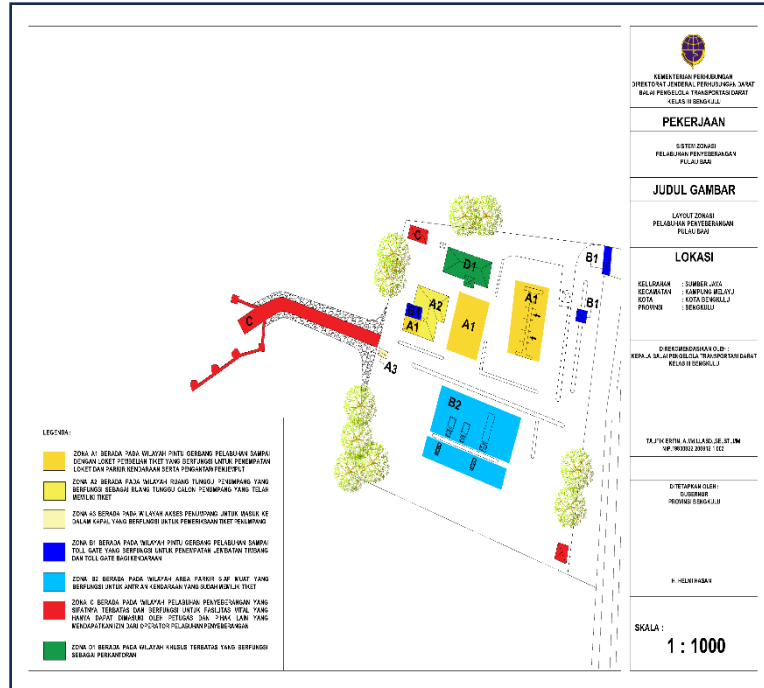 KEMENTERIAN PERHUBUNGAN
DIREKTORAT JENDERAL PERHUBUNGAN DARAT
BALAI PENGELOLA TRANSPORTASI DARAT
KELAS III BENGKULU
PEKERJAAN
SISTEM ZONASI
PELABUHAN PENYEBERANGAN
PULAU BAAI
JUDUL GAMBAR
LAYOUT ZONASI
PELABUHAN PENYEBERANGAN
PULAU BAAI
LOKASI
KELURAHAN : SUMBER JAYA
KECAMATAN : KAMPUNG MELAYU
KOTA : KOTA BENGKULU
PROVINSI : BENGKULU
DIREKOMENDASIKAN OLEH :
KEPALA BALAI PENGELOLA TRANSPORTASI DARAT
KELAS III BENGKULU
DITETAPKAN OLEH :
GUBERNUR
PROVINSI BENGKULU
H. HELMI HASAN
SKALA :
1 : 1000
C
D1
B1
A1
B1
A2
B1
A1
A1
C
A3
B2
LEGENDA :
ZONA A1 BERADA PADA WILAYAH PINTU GERBANG PELABUHAN SAMPAI
DENGAN LOKET PEMBELIAN TIKET YANG BERFUNGSI UNTUK PENEMPATAN
LOKET DAN PARKIR KENDARAAN SERTA PENGANTAR/PENJEMPUT
ZONA A2 BERADA PADA WILAYAH RUANG TUNGGU PENUMPANG YANG
BERFUNGSI SEBAGAI RUANG TUNGGU CALON PENUMPANG YANG TELAH
MEMILIKI TIKET
ZONA A3 BERADA PADA WILAYAH AKSES PENUMPANG UNTUK MASUK KE
DALAM KAPAL YANG BERFUNGSI UNTUK PEMERIKSAAN TIKET PENUMPANG
ZONA B1 BERADA PADA WILAYAH PINTU GERBANG PELABUHAN SAMPAI
TOLL GATE YANG BERFUNGSI UNTUK PENEMPATAN JEMBATAN TIMBANG
DAN TOLL GATE BAGI KENDARAAN
ZONA B2 BERADA PADA WILAYAH AREA PARKIR SIAP MUAT YANG
BERFUNGSI UNTUK ANTRIAN KENDARAAN YANG SUDAH MEMILIKI TIKET
ZONA C BERADA PADA WILAYAH PELABUHAN PENYEBERANGAN YANG
SIFATNYA TERBATAS DAN BERFUNGSI UNTUK FASILITAS VITAL YANG
HANYA DAPAT DIMASUKI OLEH PETUGAS DAN PIHAK LAIN YANG
MENDAPATKAN IZIN DARI OPERATOR PELABUHAN PENYEBERANGAN
ZONA D1 BERADA PADA WILAYAH KHUSUS TERBATAS YANG BERFUNGSI
SEBAGAI PERKANTORAN